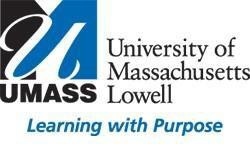 UMASS
University of
Massachusetts
Lowell
Learning with Purpose